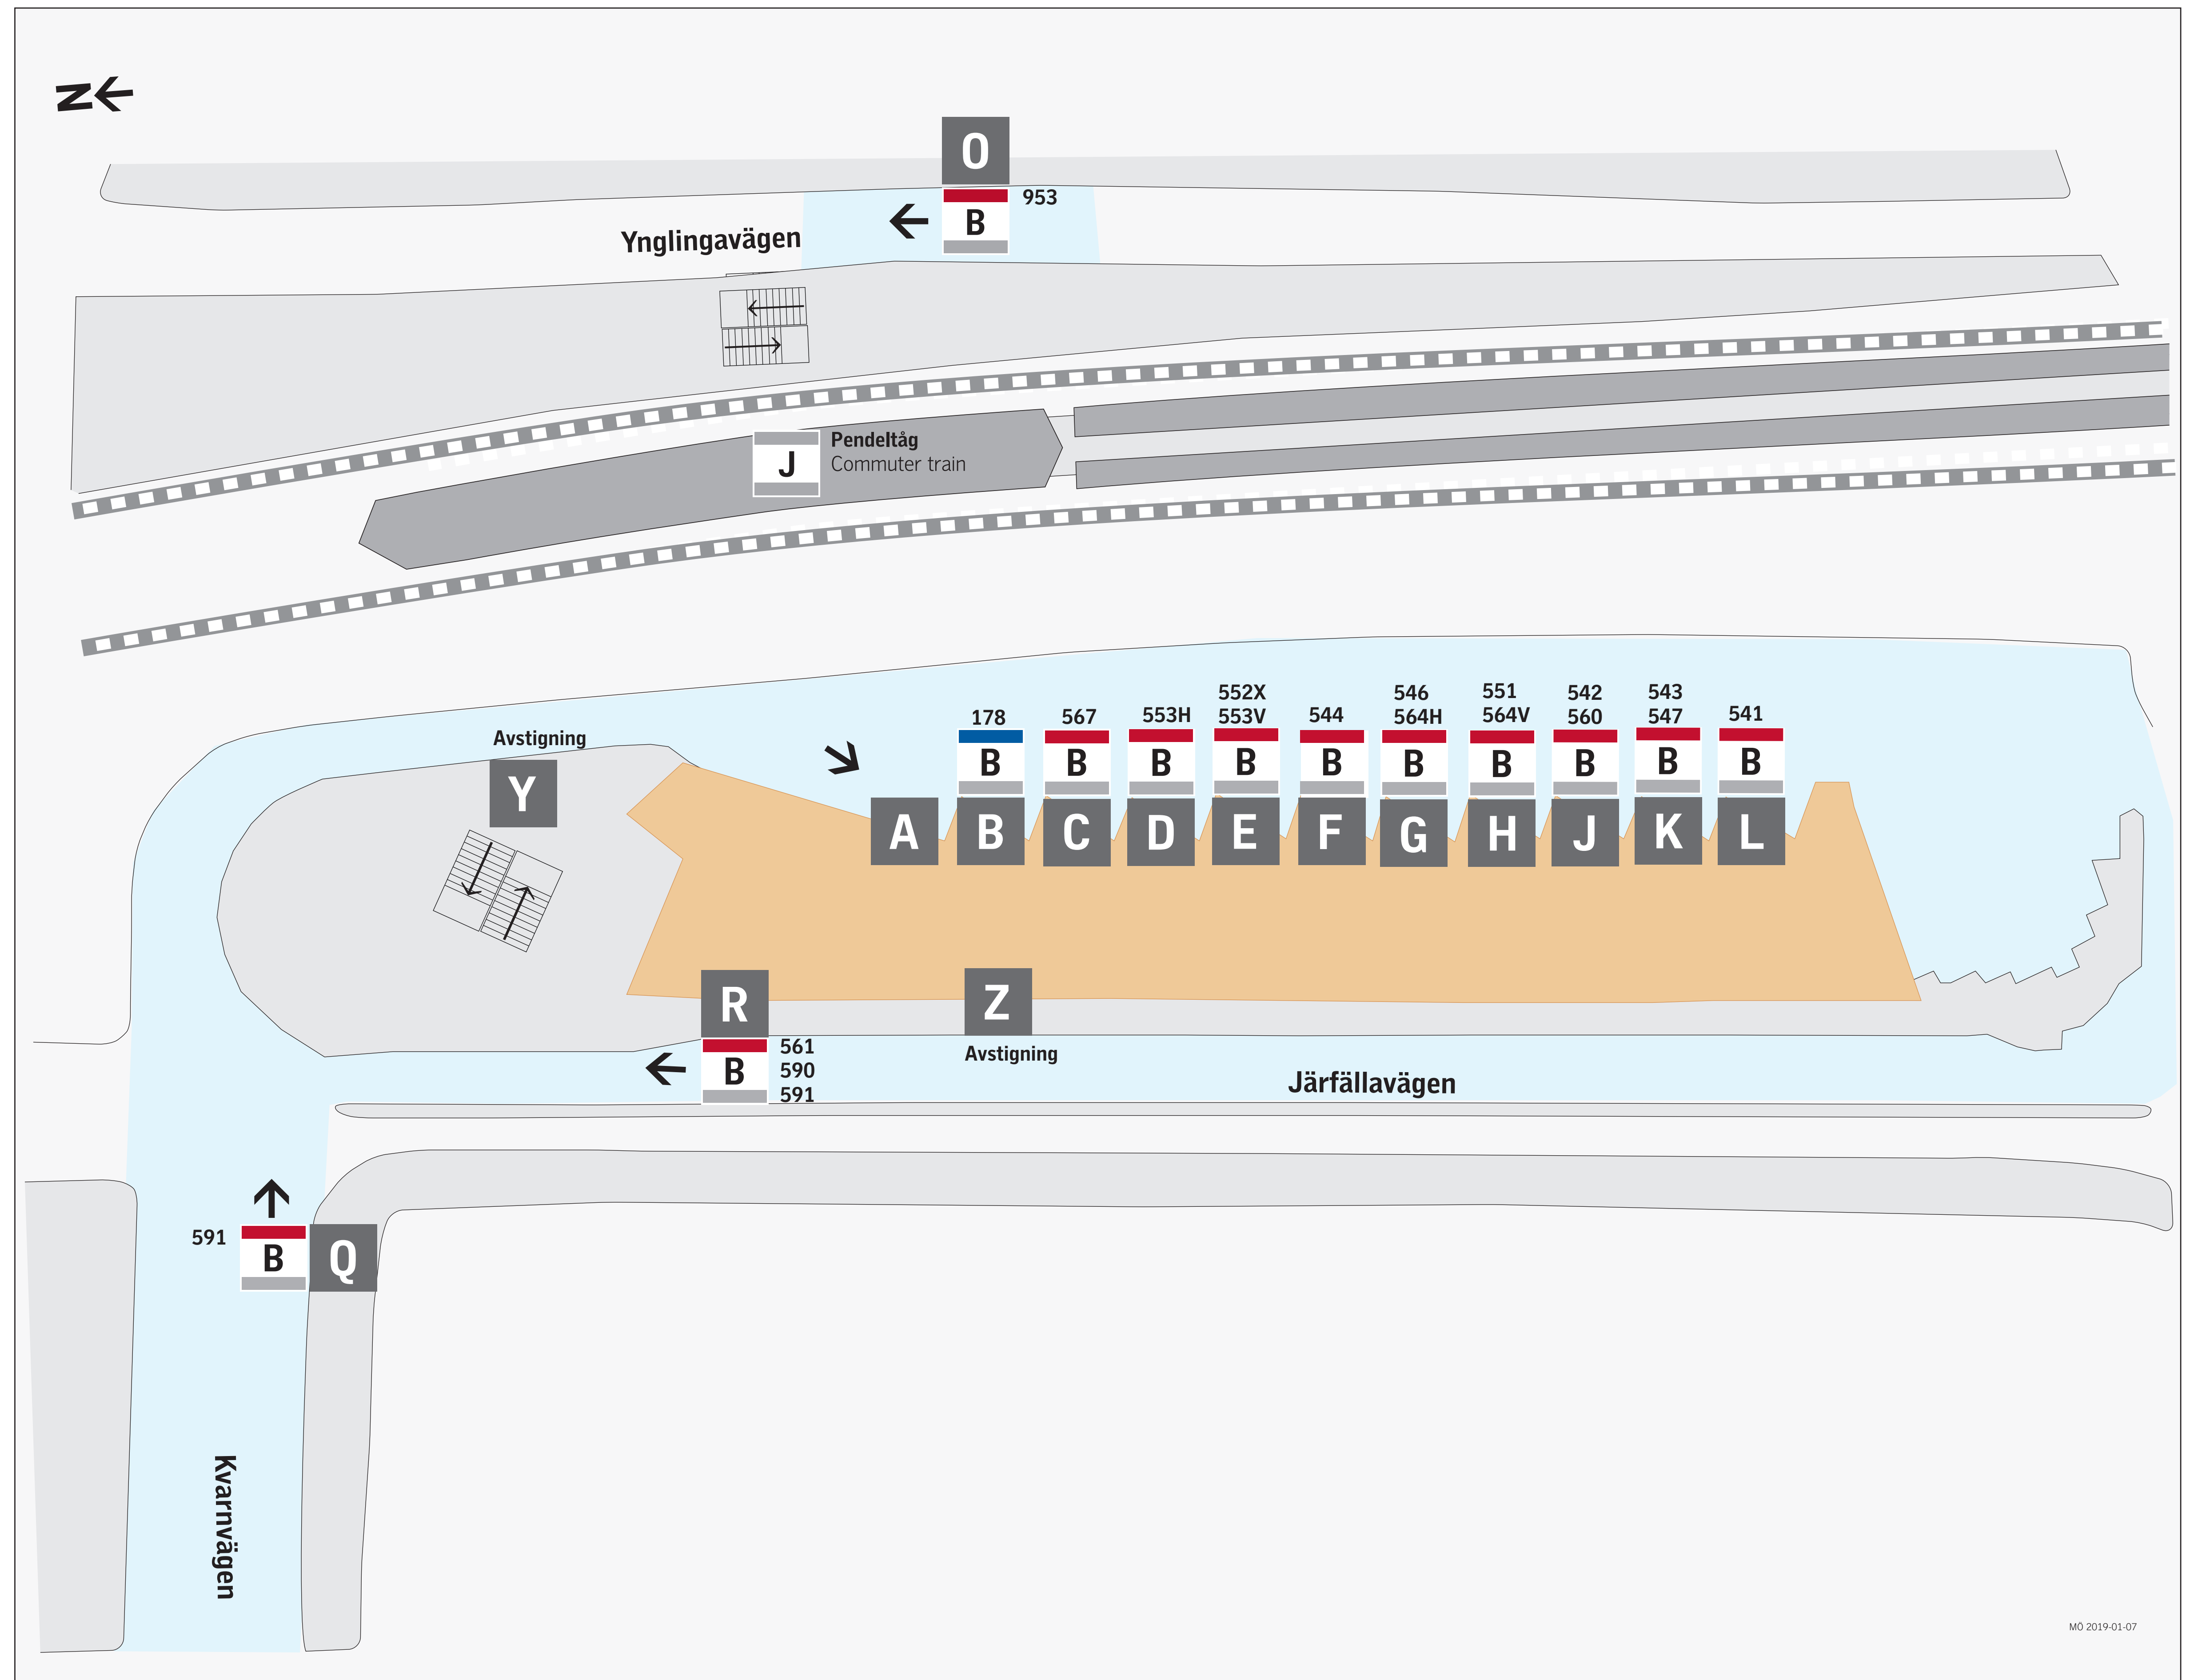 N
O
B
953
Ynglingavägen
J
Pendeltåg
Commuter train
Avstigning
Y
178
567
553H
552X
553V
544
546
564H
551
564V
542
560
543
547
541
B
B
B
B
B
B
B
B
B
B
A
B
C
D
E
F
G
H
J
K
L
R
B
561
590
591
Z
Avstigning
Järfällavägen
591
B
Q
Kvarnvägen
MÖ 2019-01-07